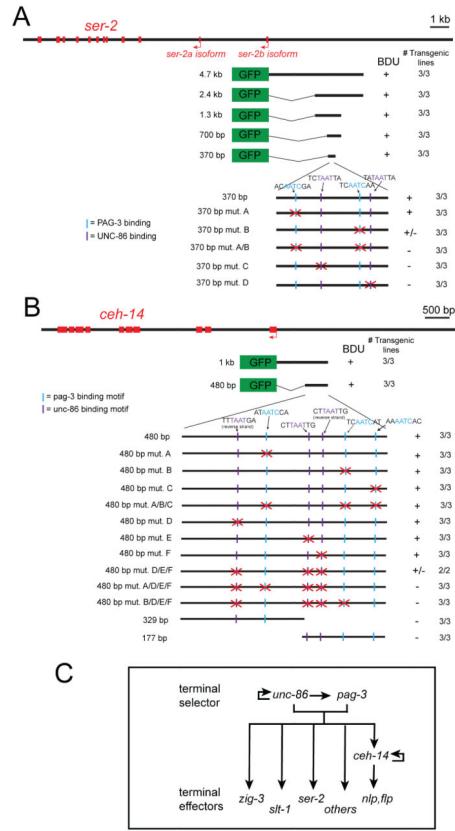 A
ser-2
1 kb
ser-2a isoform
ser-2b isoform
BDU
# Transgenic
lines
4.7 kb GFP + 3/3
2.4 kb GFP + 3/3
1.3 kb GFP + 3/3
700 bp GFP + 3/3
370 bp GFP + 3/3
TCTAATTA TATAATTA
ACAATCGA TCAATCAA
| = PAG-3 binding
| = UNC-86 binding
370 bp + 3/3
370 bp mut. A + 3/3
370 bp mut. B +/- 3/3
370 bp mut. A/B - 3/3
370 bp mut. C - 3/3
370 bp mut. D - 3/3
B
ceh-14
500 bp
BDU
# Transgenic
lines
1 kb GFP + 3/3
480 bp GFP + 3/3
| = pag-3 binding motif
| = unc-86 binding motif
ATAATCCA CTTAATTG
(reverse strand)
TTTAATGA
(reverse strand)
CTTAATTG TCAATCAT AAAATCAC
480 bp + 3/3
480 bp mut. A + 3/3
480 bp mut. B + 3/3
480 bp mut. C + 3/3
480 bp mut. A/B/C + 3/3
480 bp mut. D + 3/3
480 bp mut. E + 3/3
480 bp mut. F + 3/3
480 bp mut. D/E/F +/- 2/2
480 bp mut. A/D/E/F - 3/3
480 bp mut. B/D/E/F - 3/3
329 bp - 3/3
177 bp - 3/3
C
terminal
selector
unc-86 pag-3
ceh-14
terminal
effectors
zig-3 slt-1 ser-2 others nlp,flp